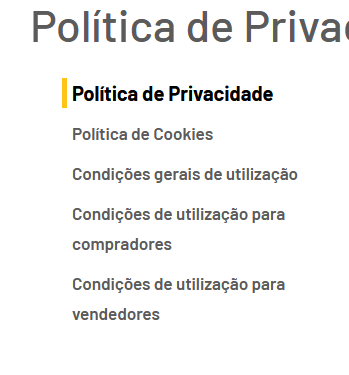 Política de Priva
Política de Privacidade
Política de Cookies
Condições gerais de utilização
Condições de utilização para
compradores
Condições de utilização para
vendedores